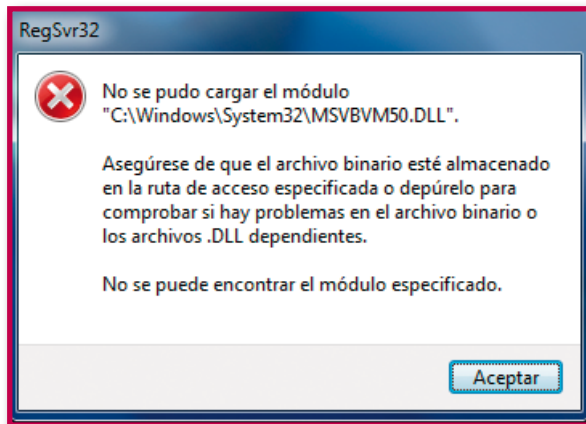 RegSvr32
No se pudo cargar el módulo
"C:\Windows\System32\MSVBVM50.DLL".
Asegúrese de que el archivo binario esté almacenado
en la ruta de acceso especificada o depúrelo para
comprobar si hay problemas en el archivo binario o
los archivos .DLL dependientes.
No se puede encontrar el módulo especificado.
Aceptar